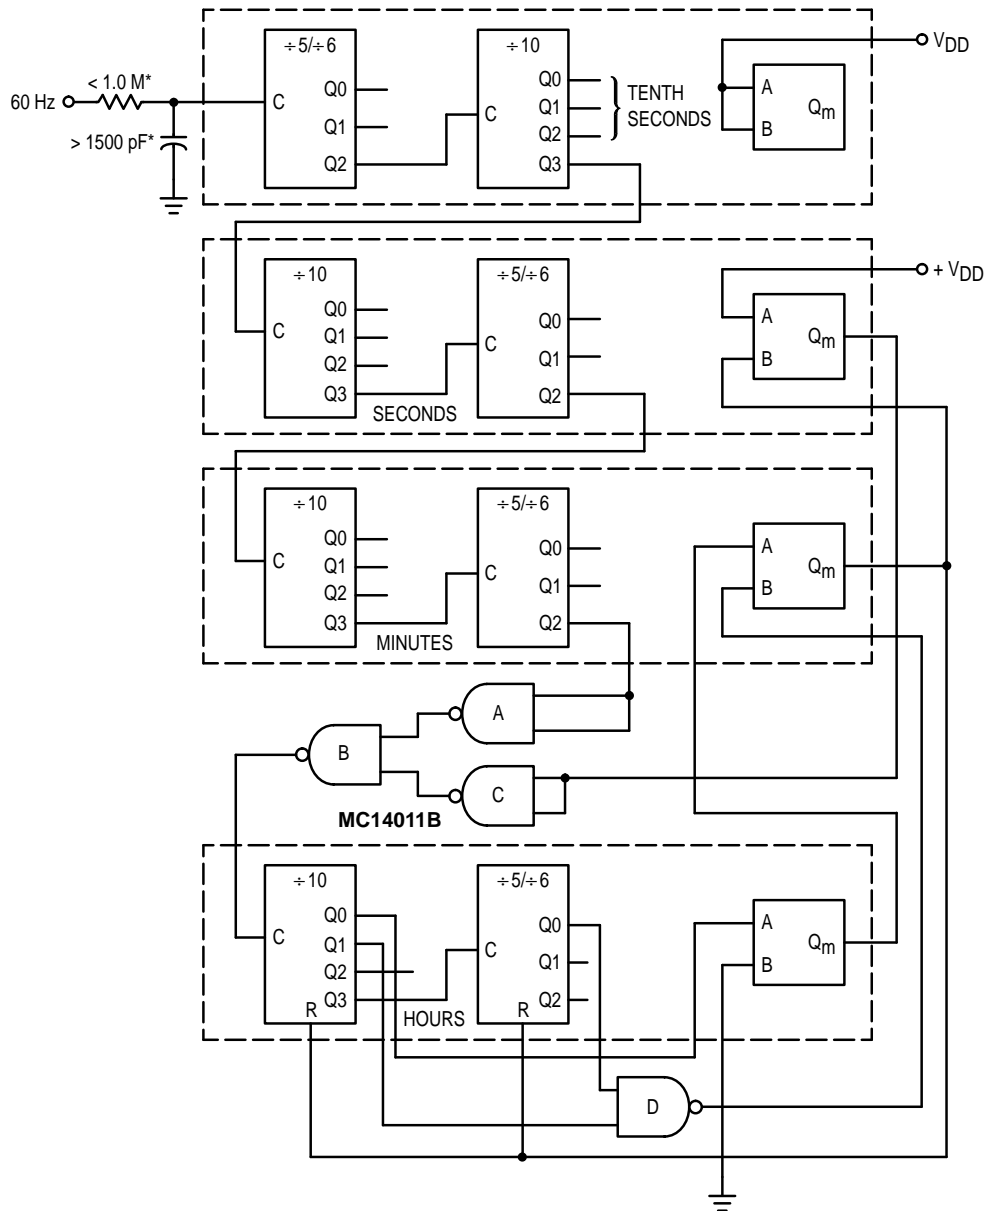 ÷5/÷6
÷10
V_DD
60 Hz
< 1.0 M*
> 1500 pF*
C
Q0
Q1
Q2
C
Q0
Q1
Q2
Q3
TENTH
SECONDS
A
B
Q_m
÷10
C
Q0
Q1
Q2
Q3
SECONDS
÷5/÷6
C
Q0
Q1
Q2
A
B
Q_m
+ V_DD
÷10
C
Q0
Q1
Q2
Q3
MINUTES
÷5/÷6
C
Q0
Q1
Q2
A
B
Q_m
A
B
C
MC14011B
÷10
C
Q0
Q1
Q2
Q3
R
HOURS
÷5/÷6
C
Q0
Q1
Q2
R
A
B
Q_m
D